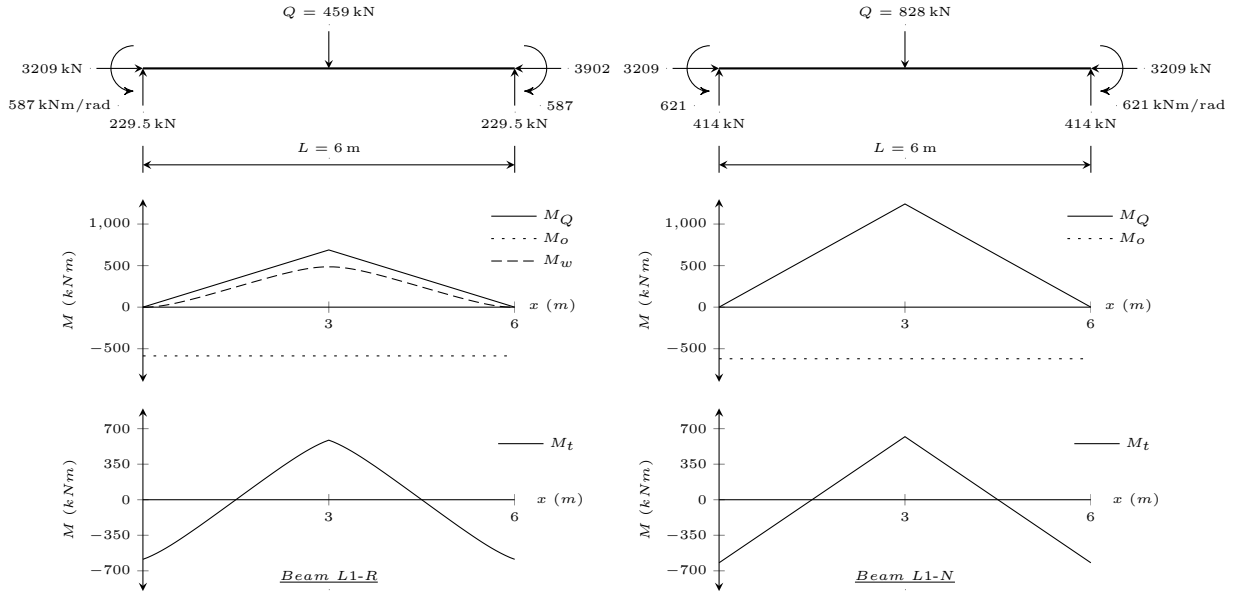 Q = 459 kN
3209 kN
3902
587 kNm/rad
587
229.5 kN
229.5 kN
L = 6 m
Q = 828 kN
3209
3209 kN
621
621 kNm/rad
414 kN
414 kN
L = 6 m
M (kNm)
1,000
500
0
−500
3
6
x (m)
M_Q
M_o
M_w
M (kNm)
1,000
500
0
−500
3
6
x (m)
M_Q
M_o
M (kNm)
700
350
0
−350
−700
3
6
x (m)
M_t
Beam L1-R
M (kNm)
700
350
0
−350
−700
3
6
x (m)
M_t
Beam L1-N